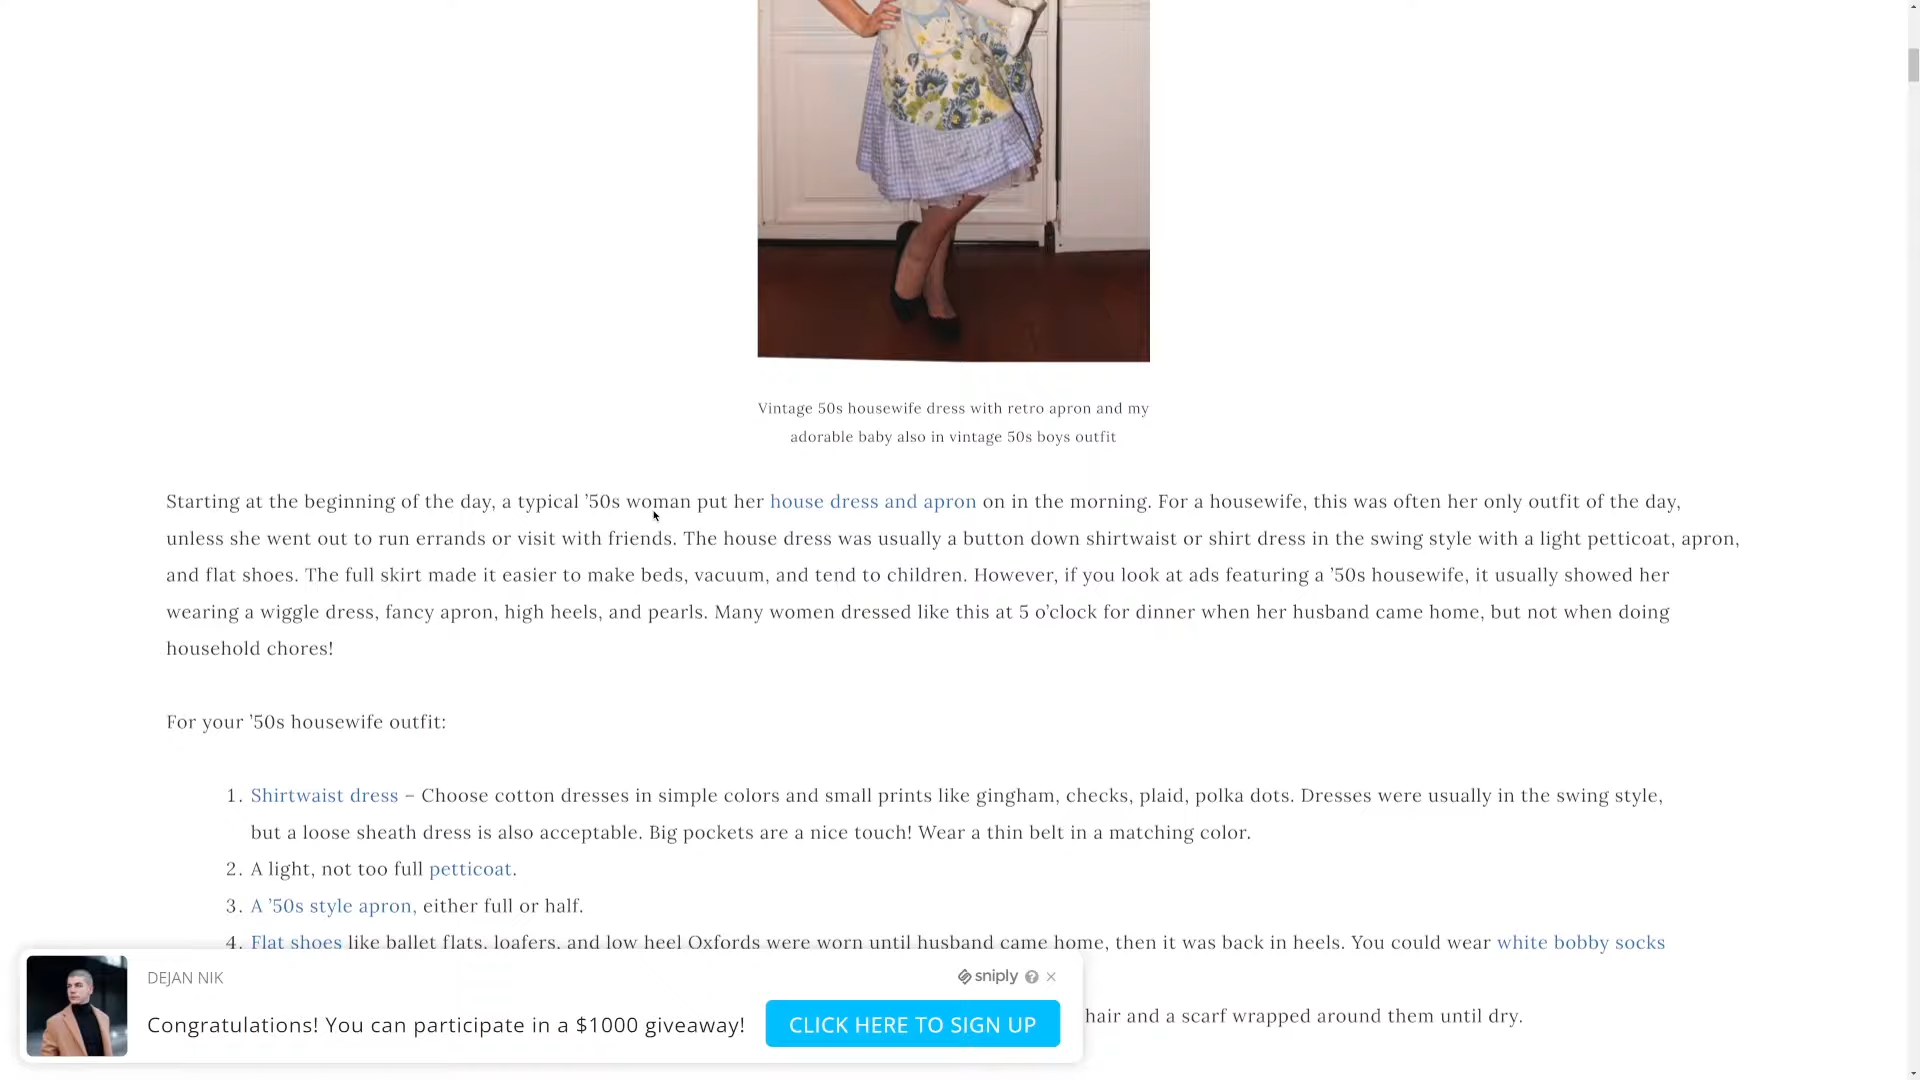 Vintage 50s housewife dress with retro apron and my
adorable baby also in vintage 50s boys outfit
Starting at the beginning of the day, a typical ’50s woman put her house dress and apron on in the morning. For a housewife, this was often her only outfit of the day,
unless she went out to run errands or visit with friends. The house dress was usually a button down shirtwaist or shirt dress in the swing style with a light petticoat, apron,
and flat shoes. The full skirt made it easier to make beds, vacuum, and tend to children. However, if you look at ads featuring a ’50s housewife, it usually showed her
wearing a wiggle dress, fancy apron, high heels, and pearls. Many women dressed like this at 5 o’clock for dinner when her husband came home, but not when doing
household chores!
For your ’50s housewife outfit:
1. Shirtwaist dress – Choose cotton dresses in simple colors and small prints like gingham, checks, plaid, polka dots. Dresses were usually in the swing style,
but a loose sheath dress is also acceptable. Big pockets are a nice touch! Wear a thin belt in a matching color.
2. A light, not too full petticoat.
3. A ’50s style apron, either full or half.
4. Flat shoes like ballet flats, loafers, and low heel Oxfords were worn until husband came home, then it was back in heels. You could wear white bobby socks
hair and a scarf wrapped around them until dry.
DEJAN NIK
sniply ?
Congratulations! You can participate in a $1000 giveaway!
CLICK HERE TO SIGN UP